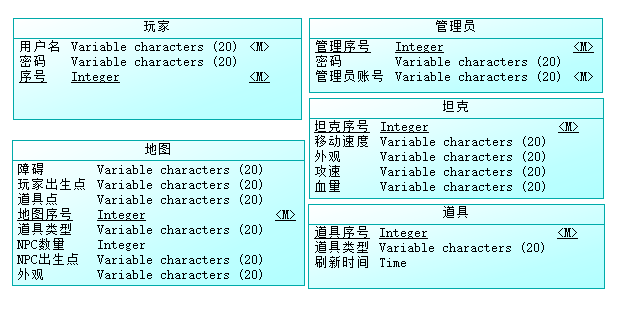 玩家
用户名 Variable characters (20) <M>
密码 Variable characters (20)
序号 Integer <M>
管理员
管理序号 Integer <M>
密码 Variable characters (20)
管理员账号 Variable characters (20) <M>
坦克
坦克序号 Integer <M>
移动速度 Variable characters (20)
外观 Variable characters (20)
攻速 Variable characters (20)
血量 Variable characters (20)
地图
障碍 Variable characters (20)
玩家出生点 Variable characters (20)
道具点 Variable characters (20)
地图序号 Integer <M>
道具类型 Variable characters (20)
NPC数量 Integer
NPC出生点 Variable characters (20)
外观 Variable characters (20)
道具
道具序号 Integer <M>
道具类型 Variable characters (20)
刷新时间 Time